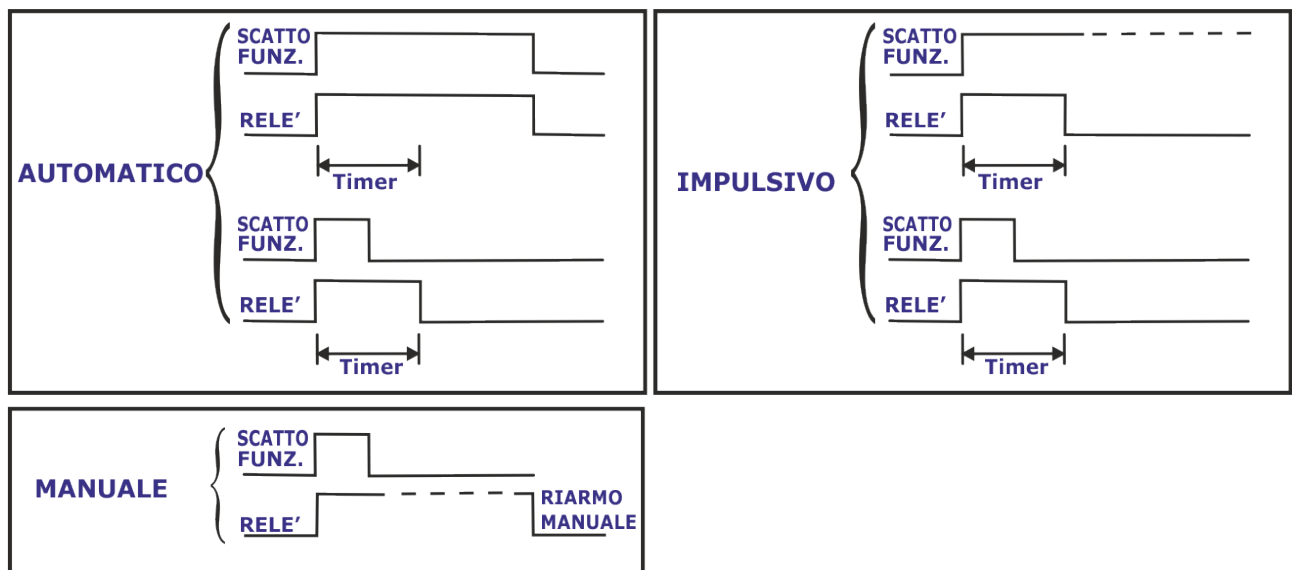 AUTOMATICO
SCATTO
FUNZ.
RELE’
Timer
SCATTO
FUNZ.
RELE’
Timer
IMPULSIVO
SCATTO
FUNZ.
RELE’
Timer
SCATTO
FUNZ.
RELE’
Timer
MANUALE
SCATTO
FUNZ.
RELE’
RIARMO
MANUALE